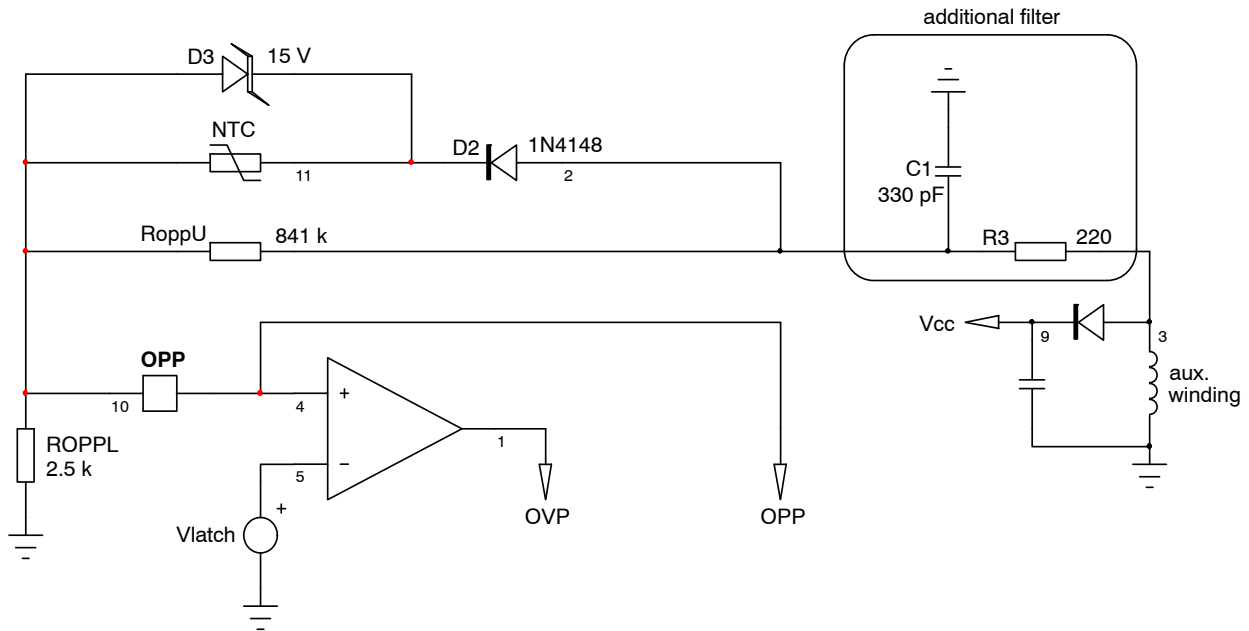 additional filter
D3 15 V
NTC
11
D2 1N4148
2
C1
330 pF
RoppU 841 k
R3 220
Vcc
9
3
aux.
winding
OPP
10
4
+
1
5
−
ROPPL
2.5 k
+
Vlatch
OVP
OPP